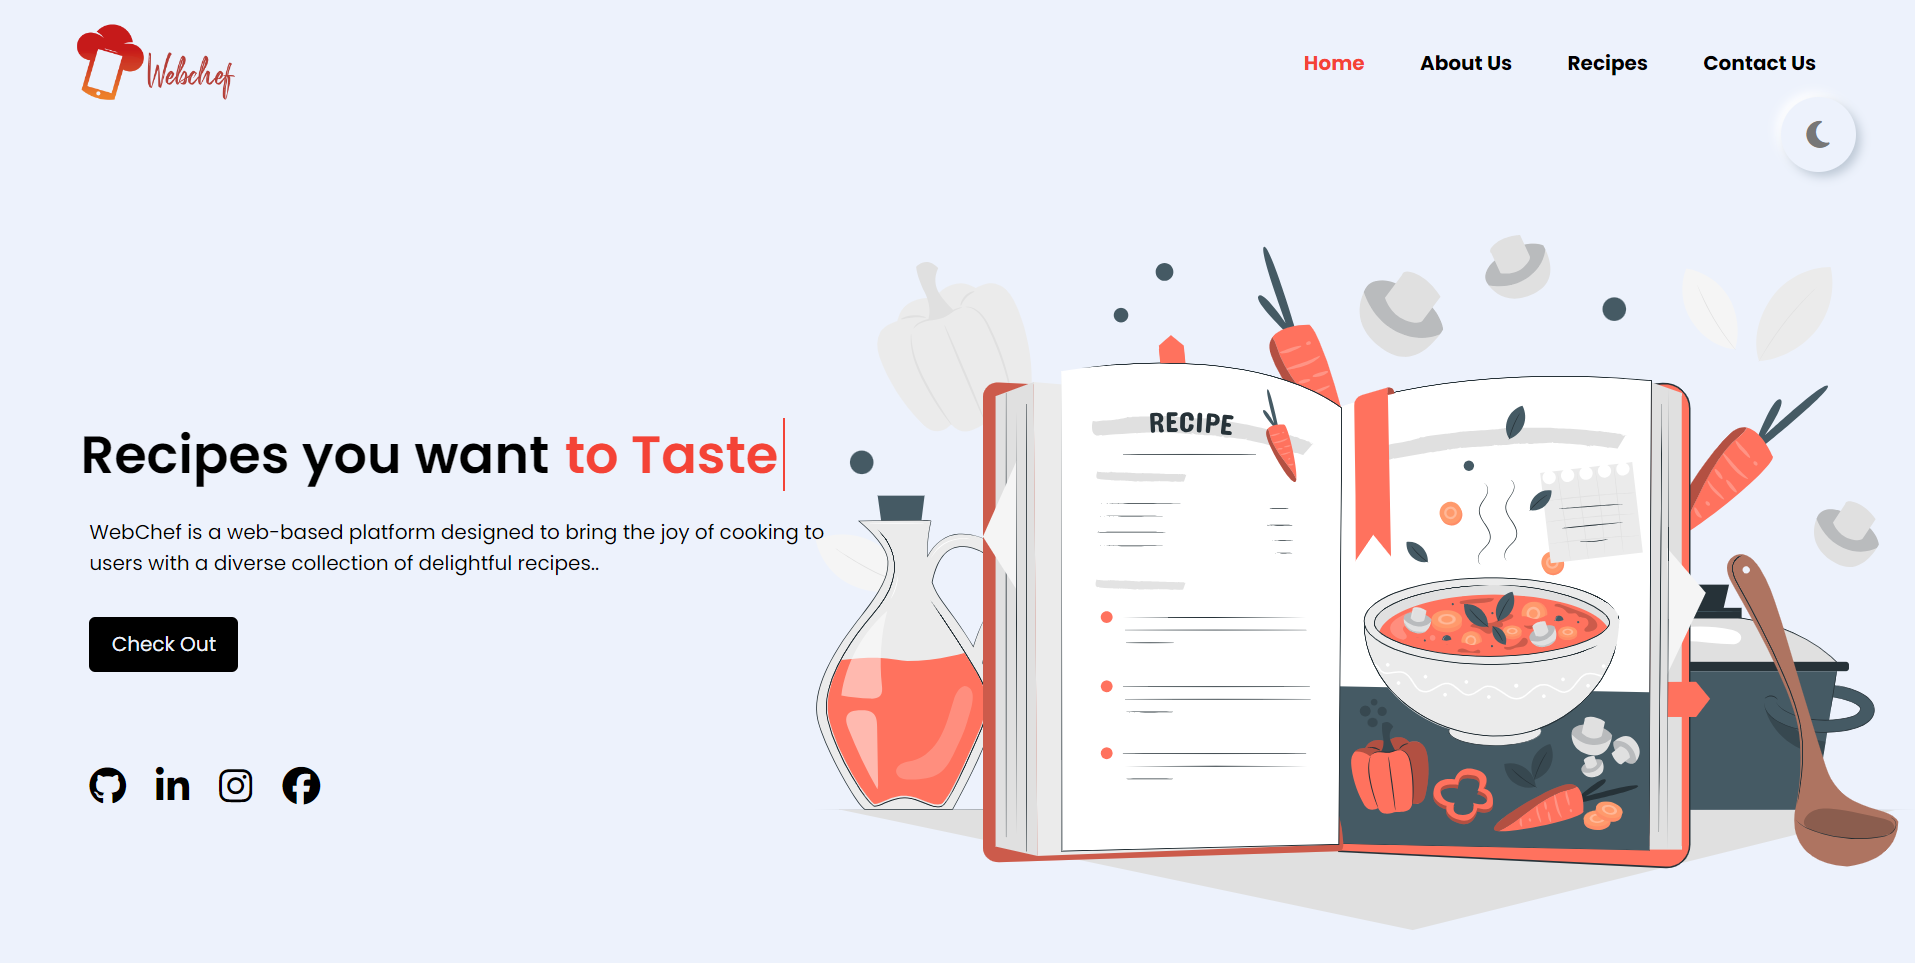 Webchef
Home About Us Recipes Contact Us
Recipes you want to Taste
WebChef is a web-based platform designed to bring the joy of cooking to
users with a diverse collection of delightful recipes..
Check Out
RECIPE